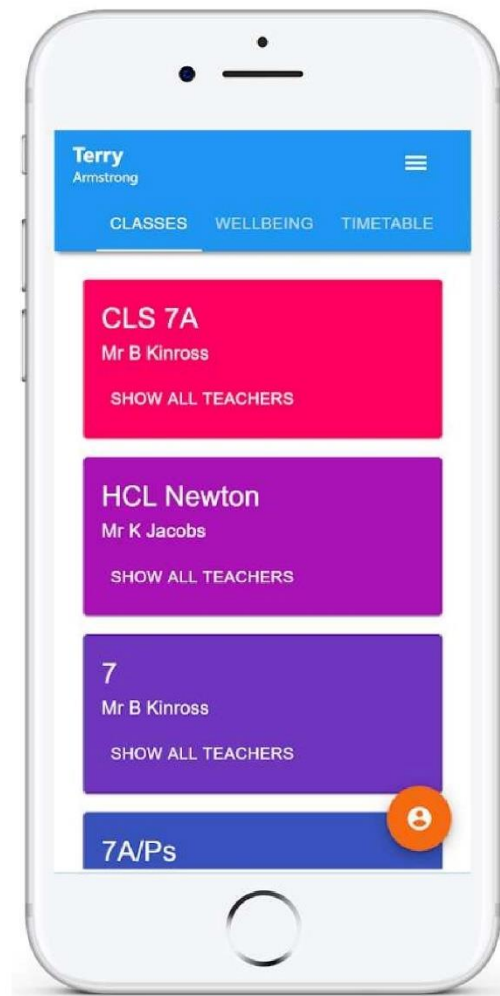 Terry
Armstrong
CLASSES WELLBEING TIMETABLE
CLS 7A
Mr B Kinross
SHOW ALL TEACHERS
HCL Newton
Mr K Jacobs
SHOW ALL TEACHERS
7
Mr B Kinross
SHOW ALL TEACHERS
7A/Ps